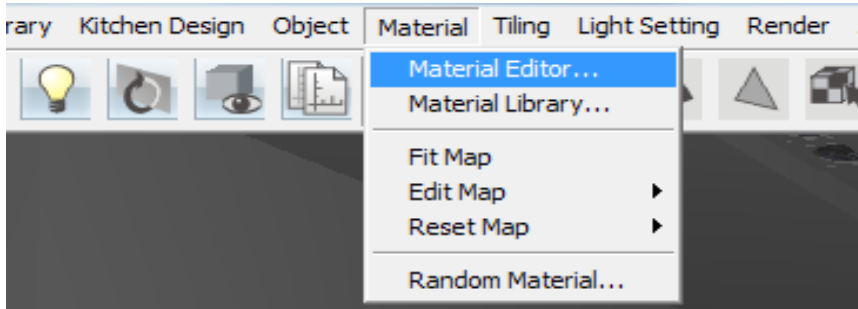 rary Kitchen Design Object Material Tiling Light Setting Render
Material Editor...
Material Library...
Fit Map
Edit Map
Reset Map
Random Material...